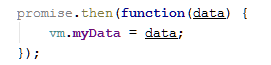 promise.then(function(data) {
    vm.myData = data;
});